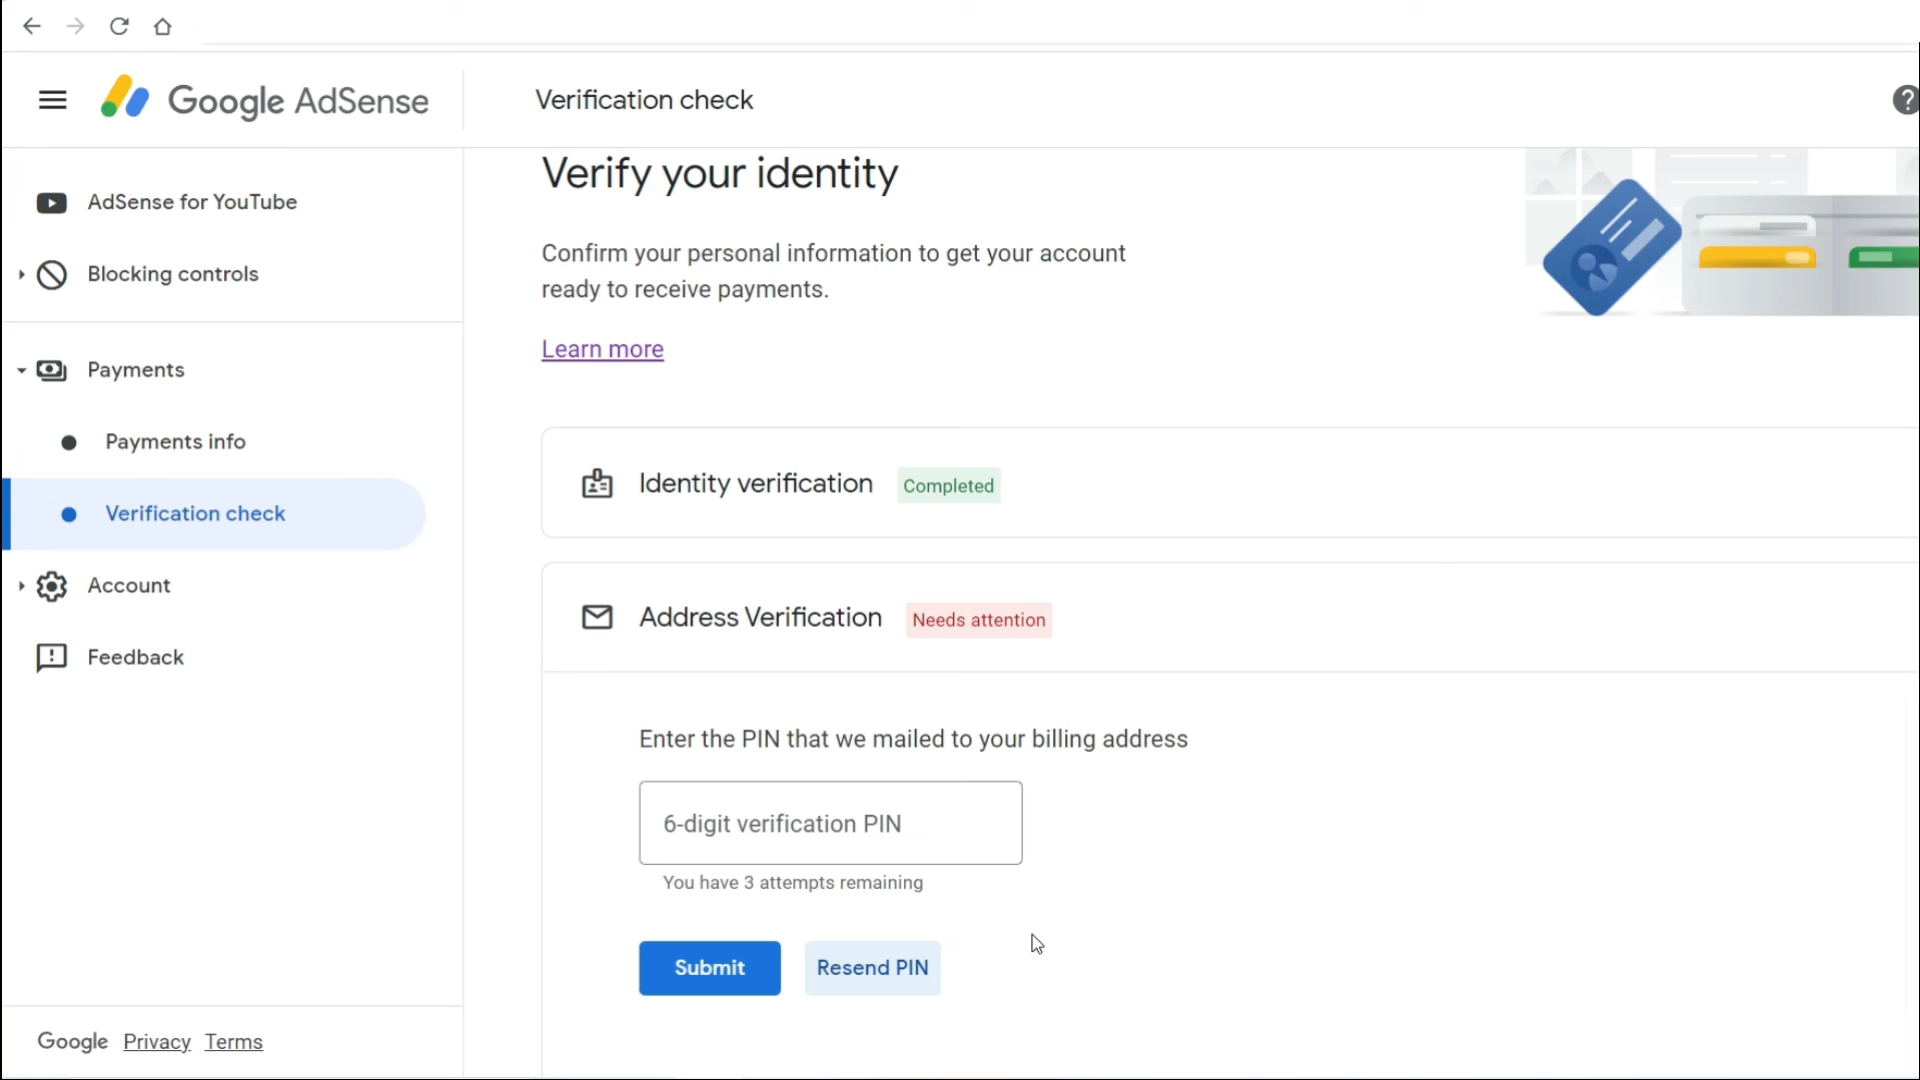 Google AdSense
Verification check
?
AdSense for YouTube
Blocking controls
Payments
Payments info
Verification check
Account
Feedback
Google Privacy Terms
Verify your identity
Confirm your personal information to get your account
ready to receive payments.
Learn more
Identity verification Completed
Address Verification Needs attention
Enter the PIN that we mailed to your billing address
6-digit verification PIN
You have 3 attempts remaining
Submit Resend PIN